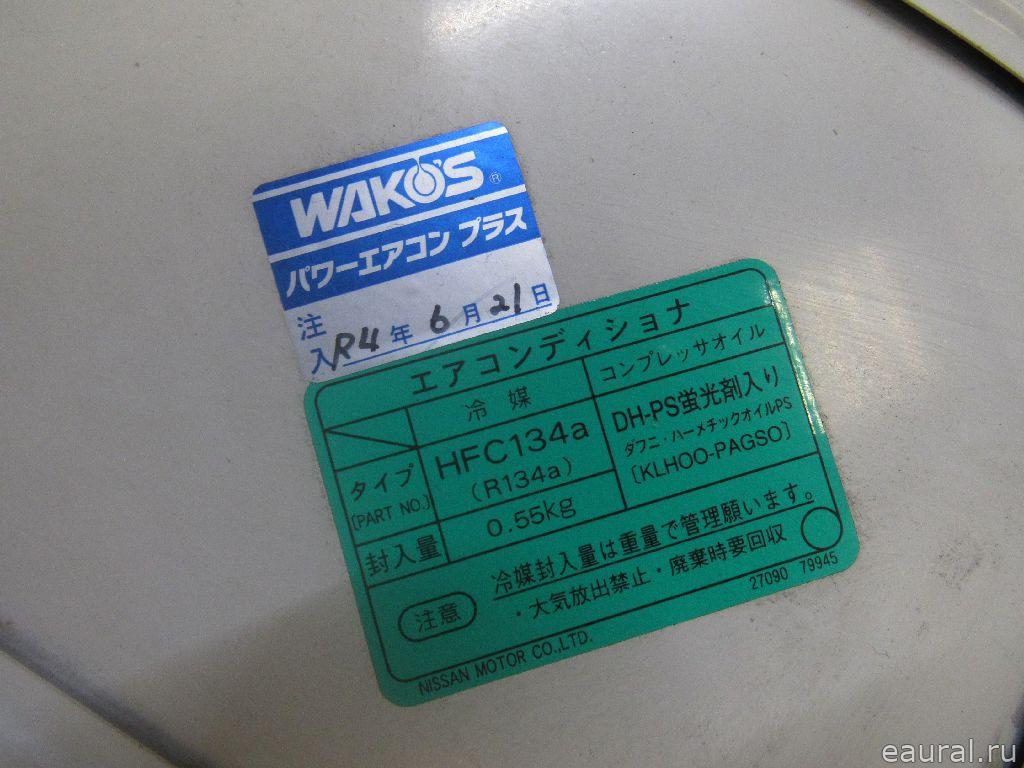 WAKO'S ®
パワーエアコン プラス
注入 R4年 6月 21日
エアコンディショナ
冷媒
コンプレッサオイル
タイプ
[PART NO.]
HFC134a
(R134a)
DH-PS蛍光剤入り
ダフニ・ハーメチックオイルPS
[KLHOO-PAGSO]
封入量
0.55kg
注意
冷媒封入量は重量で管理願います。
・大気放出禁止・廃棄時要回収
NISSAN MOTOR CO.,LTD.
27090 79945
eaural.ru